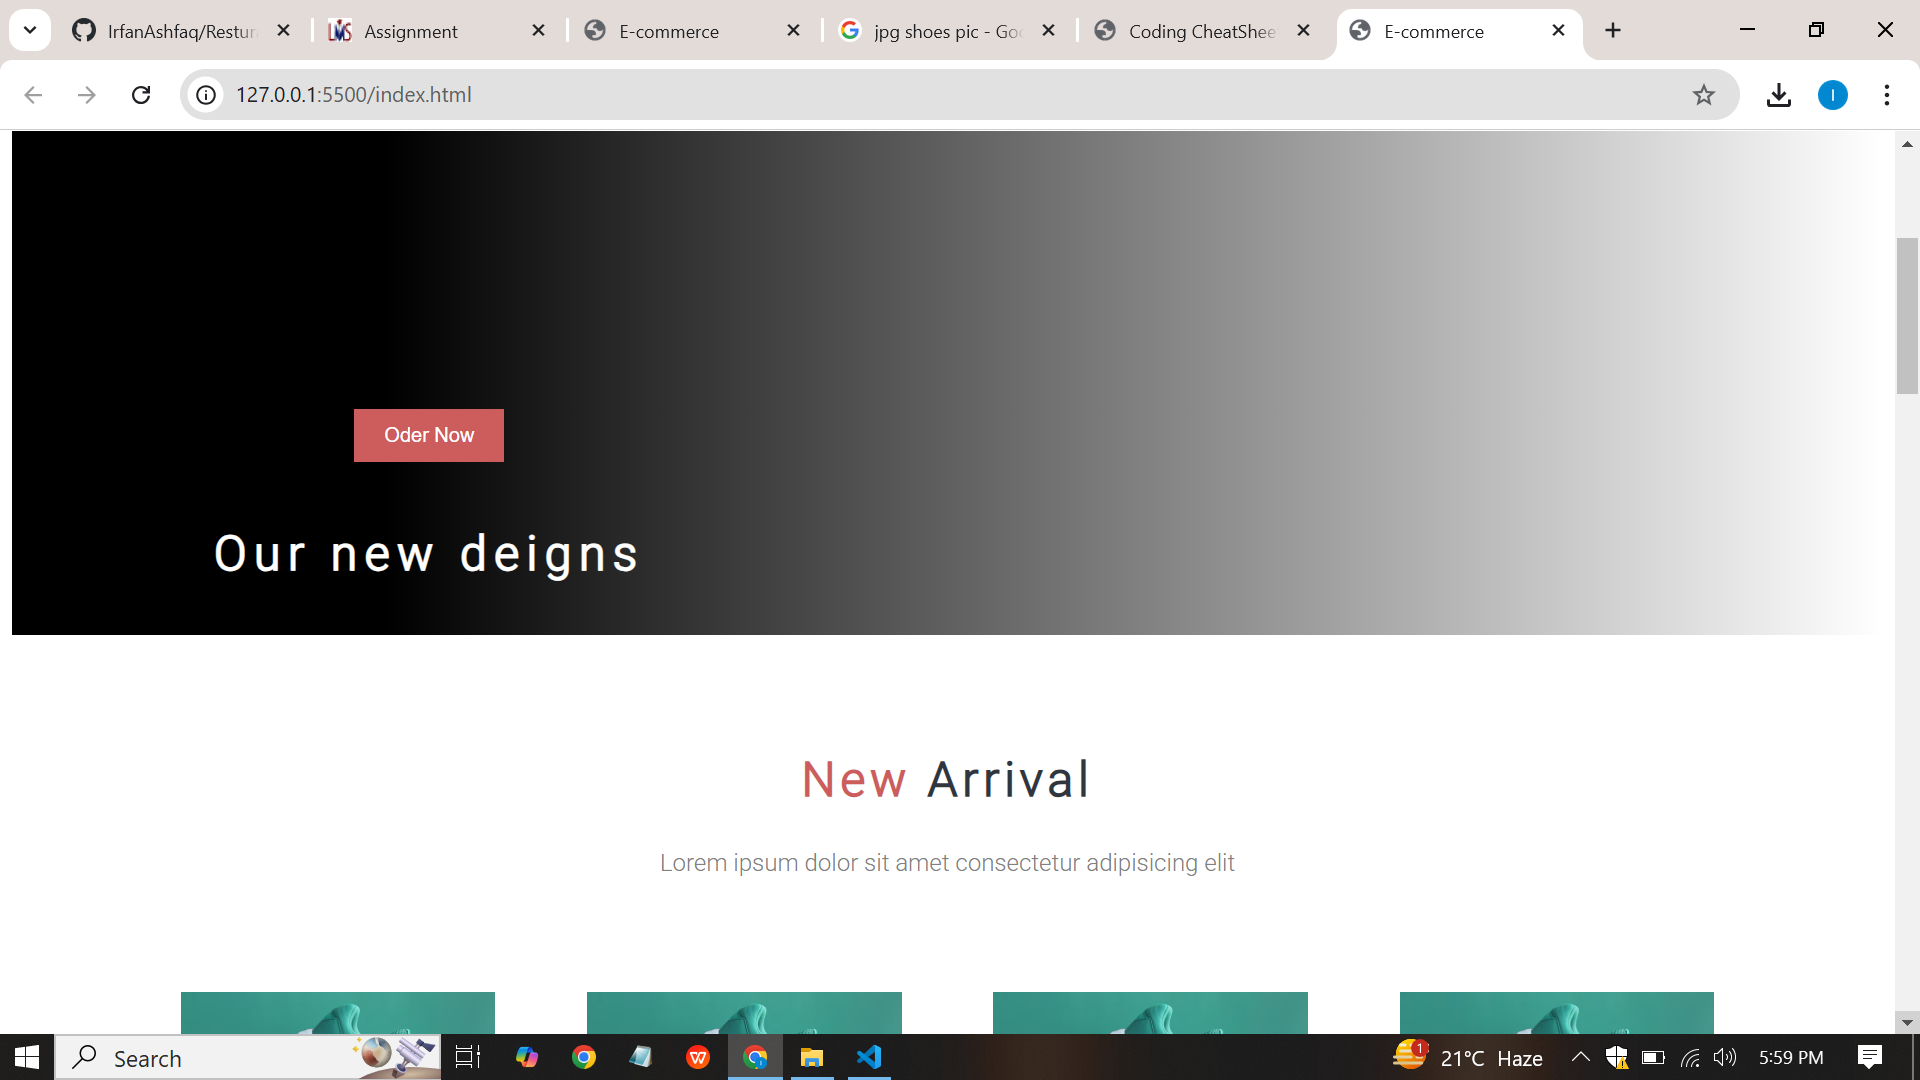 IrfanAshfaq/Restur
Assignment
E-commerce
jpg shoes pic - Goo
Coding CheatShee
E-commerce
127.0.0.1:5500/index.html
I
Oder Now
Our new deigns
New Arrival
Lorem ipsum dolor sit amet consectetur adipisicing elit
Search
1
21°C Haze
5:59 PM